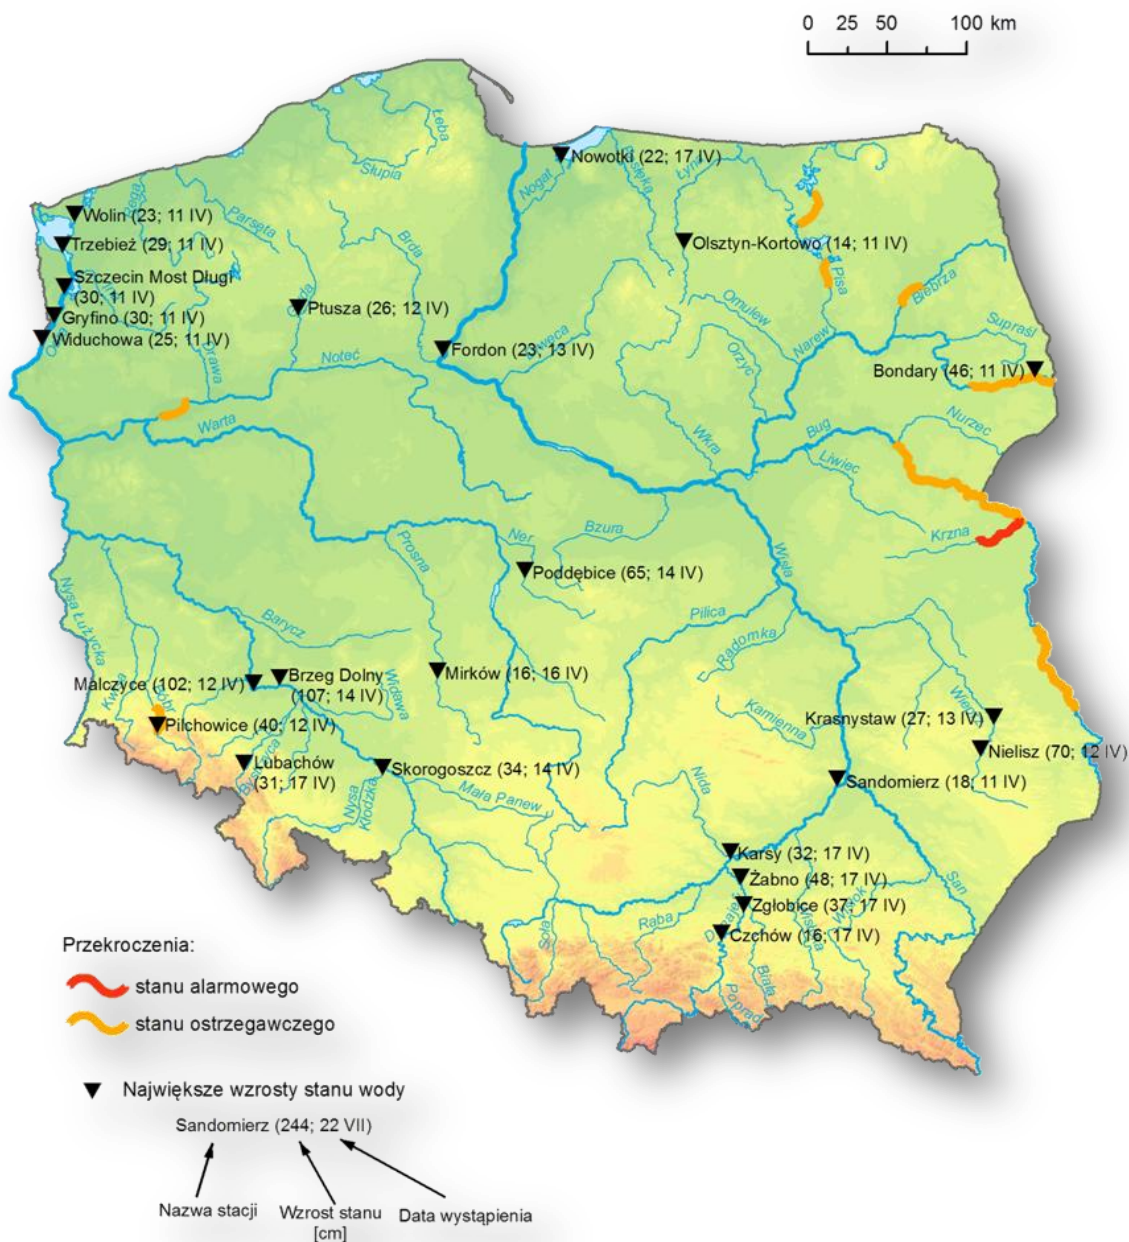 0 25 50 100 km
Łeba
Słupia
Nowotki (22; 17 IV)
Nogat
Łyna
Rega
Wolin (23; 11 IV)
Parsęta
Trzebież (29; 11 IV)
Brda
Olsztyn-Kortowo (14; 11 IV)
Szczecin Most Długi
(30; 11 IV)
Pisa
Biebrza
Gryfino (30; 11 IV)
Ptusza (26; 12 IV)
Omulew
Supraśl
Widuchowa (25; 11 IV)
Drawa
Noteć
Fordon (23; 13 IV)
Orzyc
Narew
Bondary (46; 11 IV)
Warta
Wkra
Bug
Nurzec
Liwiec
Prosna
Ner
Bzura
Krzna
Wisła
Poddębice (65; 14 IV)
Nysa Łużycka
Barycz
Pilica
Radomka
Malczyce (102; 12 IV)
Brzeg Dolny
(107; 14 IV)
Widawa
Mirków (16; 16 IV)
Kwisa
Pilchowice (40; 12 IV)
Kamienna
Krasnystaw (27; 13 IV)
Lubachów
(31; 17 IV)
Skorogoszcz (34; 14 IV)
Nielisz (70; 12 IV)
Nysa
Kłodzka
Mała Panew
Nida
Sandomierz (18; 11 IV)
Karsy (32; 17 IV)
Żabno (48; 17 IV)
San
Zgłobice (37; 17 IV)
Raba
Soła
Czchów (16; 17 IV)
Biała
Poprad
Przekroczenia:
stanu alarmowego
stanu ostrzegawczego
Największe wzrosty stanu wody
Sandomierz (244; 22 VII)
Nazwa stacji
Wzrost stanu
[cm]
Data wystąpienia